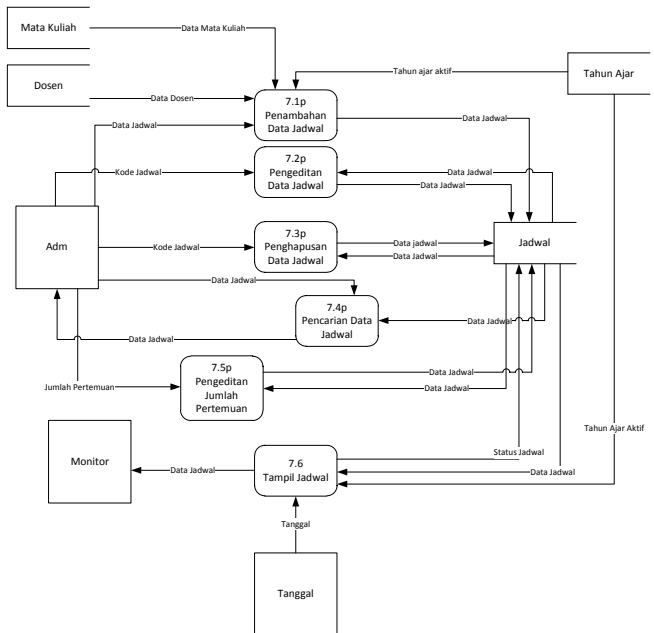 Mata Kuliah
Data Mata Kuliah
Dosen
Data Dosen
Tahun ajar aktif
Tahun Ajar
7.1p
Penambahan
Data Jadwal
Data Jadwal
Data Jadwal
7.2p
Pengeditan
Data Jadwal
Kode Jadwal
Data Jadwal
Data Jadwal
Adm
Kode Jadwal
7.3p
Penghapusan
Data Jadwal
Data jadwal
Data Jadwal
Jadwal
Data Jadwal
7.4p
Pencarian Data
Jadwal
Data Jadwal
Data Jadwal
7.5p
Pengeditan
Jumlah
Pertemuan
Jumlah Pertemuan
Data Jadwal
Data Jadwal
Tahun Ajar Aktif
Monitor
Data Jadwal
7.6
Tampil Jadwal
Status Jadwal
Data Jadwal
Tanggal
Tanggal